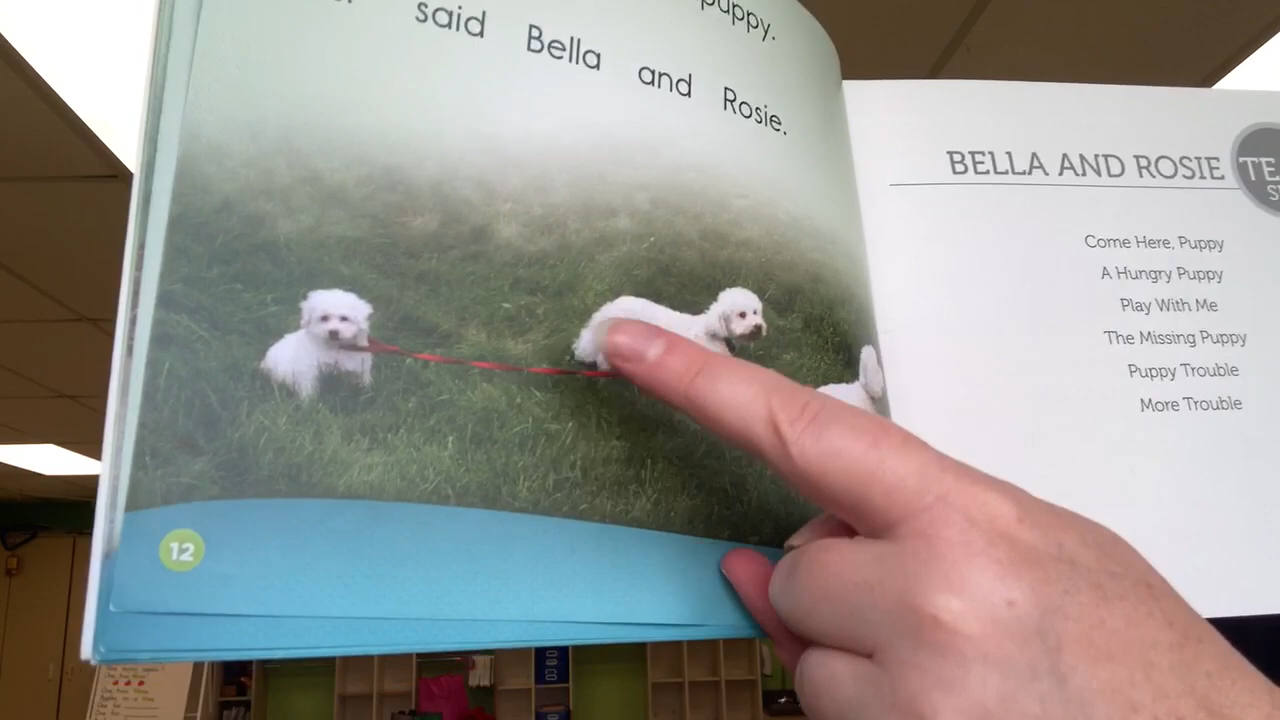 puppy.
said Bella and Rosie.
12
BELLA AND ROSIE
Come Here, Puppy
A Hungry Puppy
Play With Me
The Missing Puppy
Puppy Trouble
More Trouble